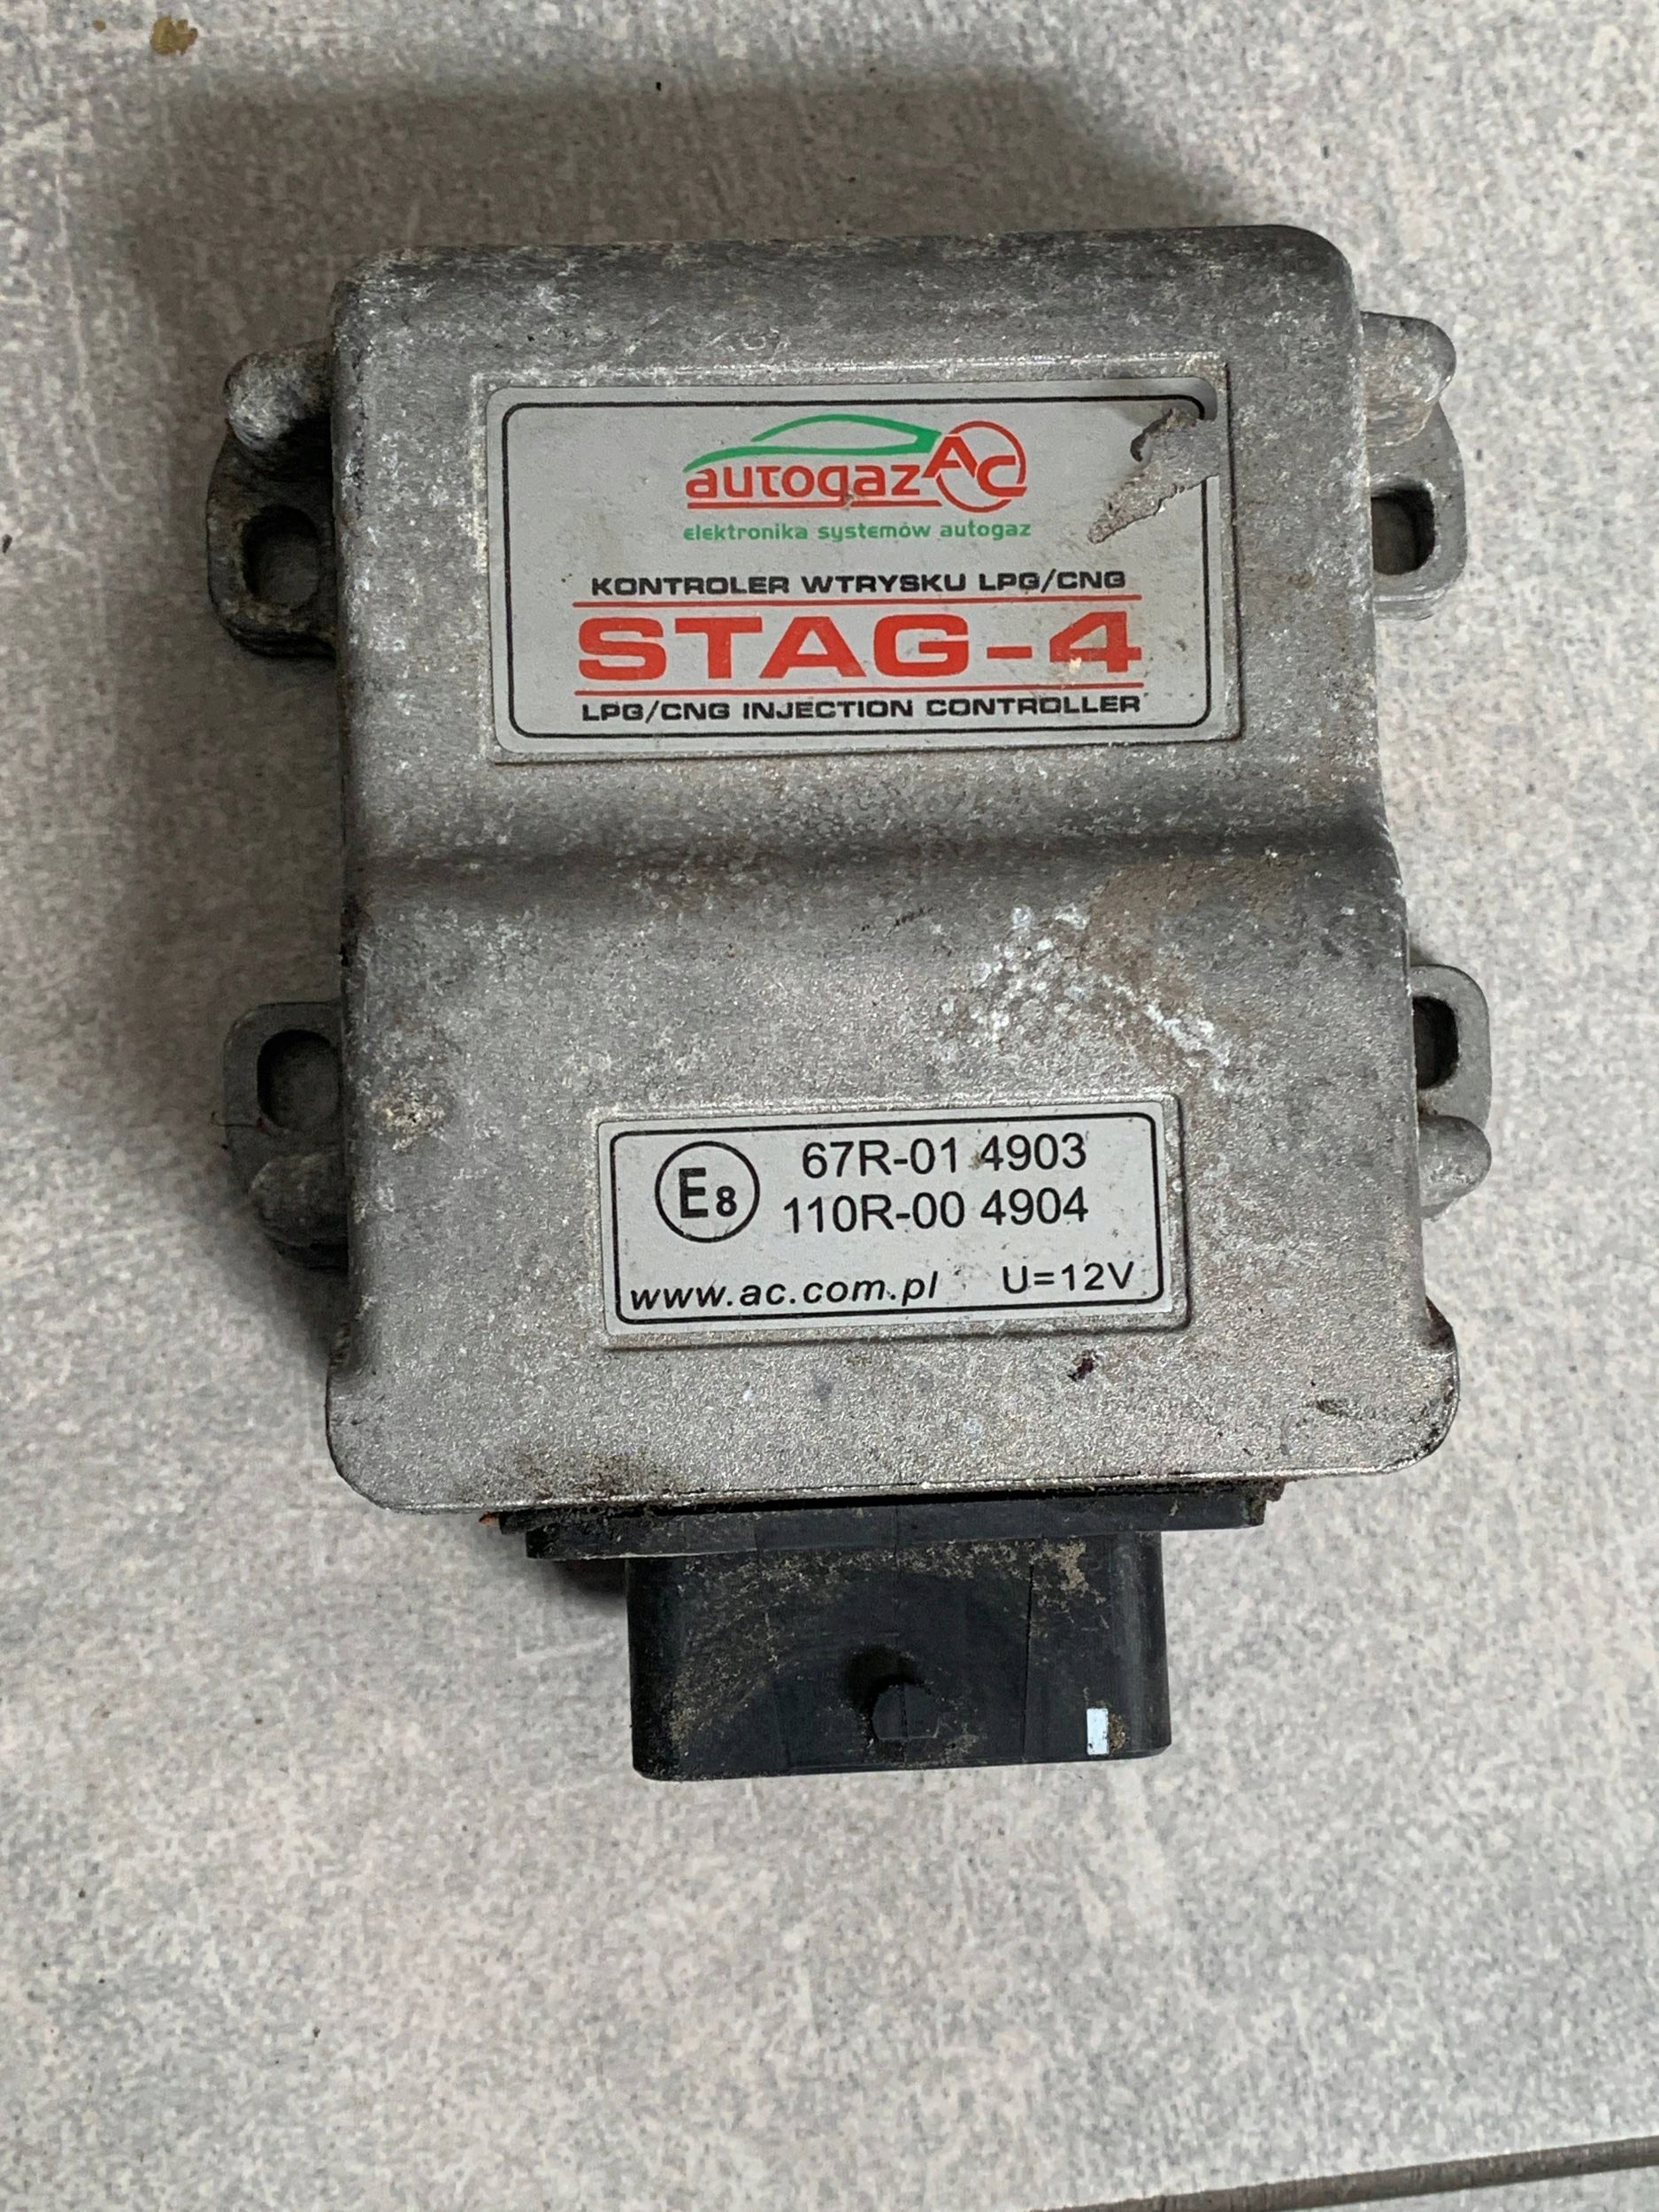 autogaz AC
elektronika systemów autogaz
KONTROLER WTRYSKU LPG/CNG
STAG-4
LPG/CNG INJECTION CONTROLLER
E8 67R-01 4903
110R-00 4904
www.ac.com.pl U=12V